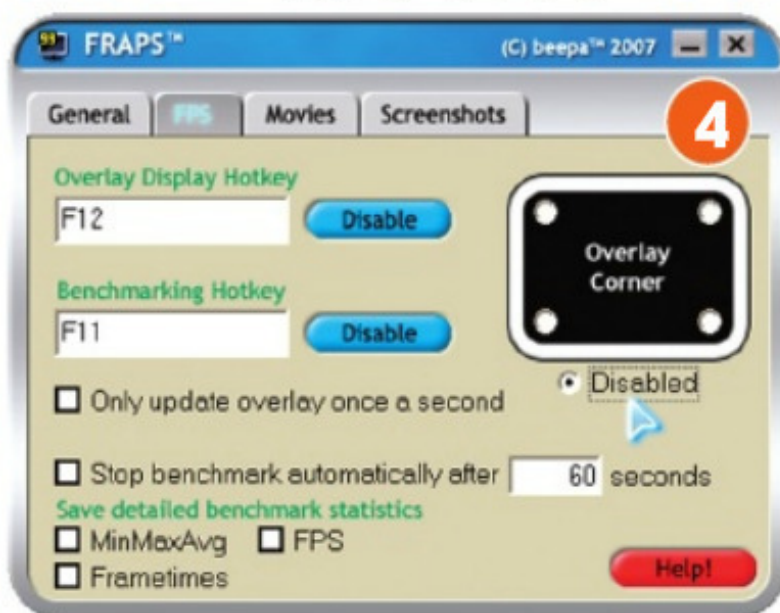 FRAPS™ (C) beepa™ 2007
General FPS Movies Screenshots
4
Overlay Display Hotkey
F12 Disable
Overlay
Corner
Benchmarking Hotkey
F11 Disable
Disabled
Only update overlay once a second
Stop benchmark automatically after 60 seconds
Save detailed benchmark statistics
MinMaxAvg FPS
Frametimes
Help!